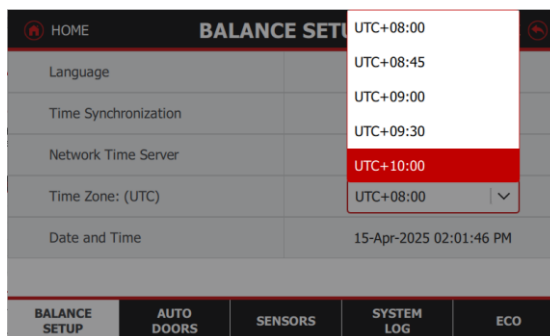 HOME BALANCE SETU
UTC+08:00
Language
UTC+08:45
Time Synchronization
UTC+09:00
UTC+09:30
Network Time Server
UTC+10:00
Time Zone: (UTC) UTC+08:00
Date and Time 15-Apr-2025 02:01:46 PM
BALANCE SETUP AUTO DOORS SENSORS SYSTEM LOG ECO